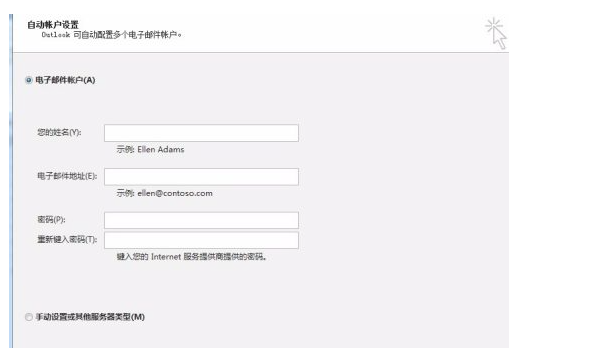 自动帐户设置
Outlook 可自动配置多个电子邮件帐户。
电子邮件帐户(A)
您的姓名(Y):
示例: Ellen Adams
电子邮件地址(E):
示例: ellen@contoso.com
密码(P):
重新键入密码(T):
键入您的 Internet 服务提供商提供的密码。
手动设置或其他服务器类型(M)